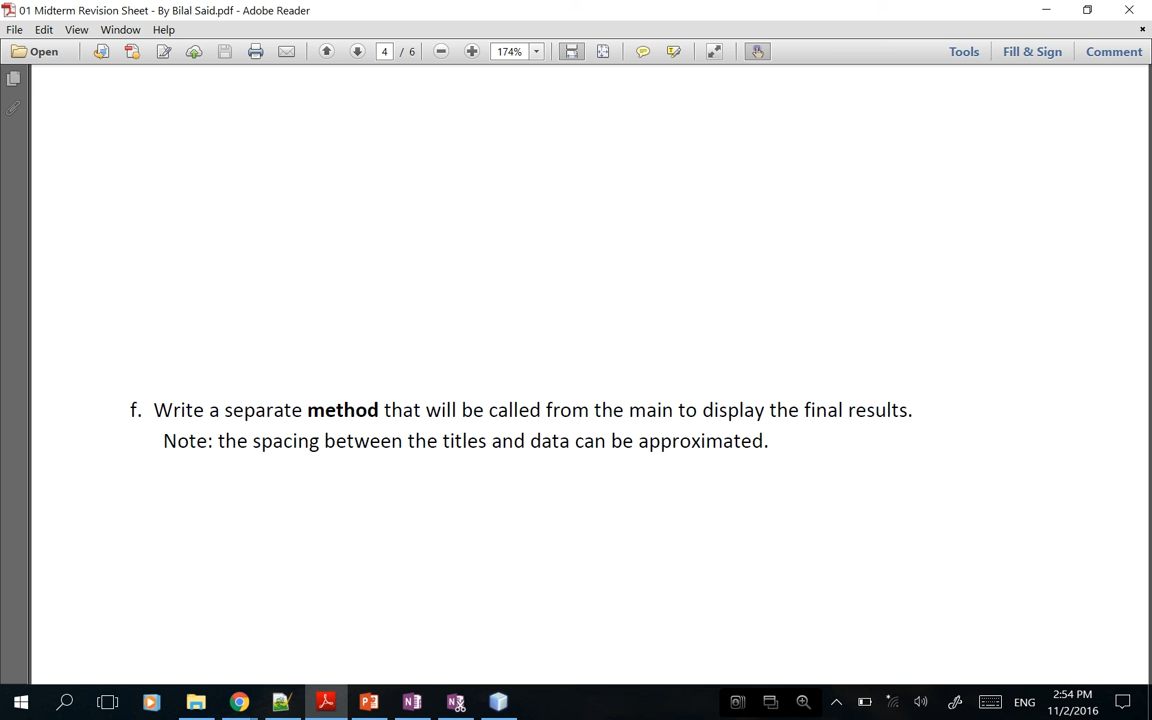 01 Midterm Revision Sheet - By Bilal Said.pdf - Adobe Reader
File Edit View Window Help
Open 4 / 6 174% Tools Fill & Sign Comment
f. Write a separate method that will be called from the main to display the final results.
Note: the spacing between the titles and data can be approximated.
ENG 2:54 PM
11/2/2016